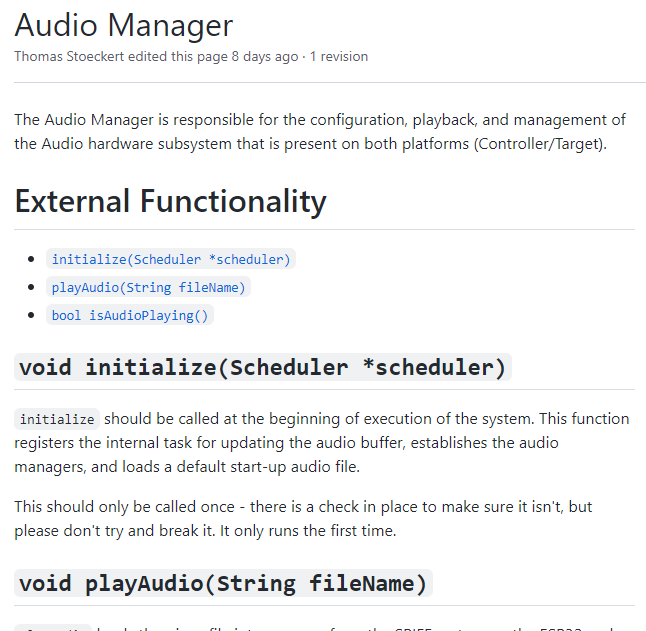 Audio Manager
Thomas Stoeckert edited this page 8 days ago · 1 revision
The Audio Manager is responsible for the configuration, playback, and management of
the Audio hardware subsystem that is present on both platforms (Controller/Target).
External Functionality
• initialize(Scheduler *scheduler)
• playAudio(String fileName)
• bool isAudioPlaying()
void initialize(Scheduler *scheduler)
initialize should be called at the beginning of execution of the system. This function
registers the internal task for updating the audio buffer, establishes the audio
managers, and loads a default start-up audio file.
This should only be called once - there is a check in place to make sure it isn't, but
please don't try and break it. It only runs the first time.
void playAudio(String fileName)